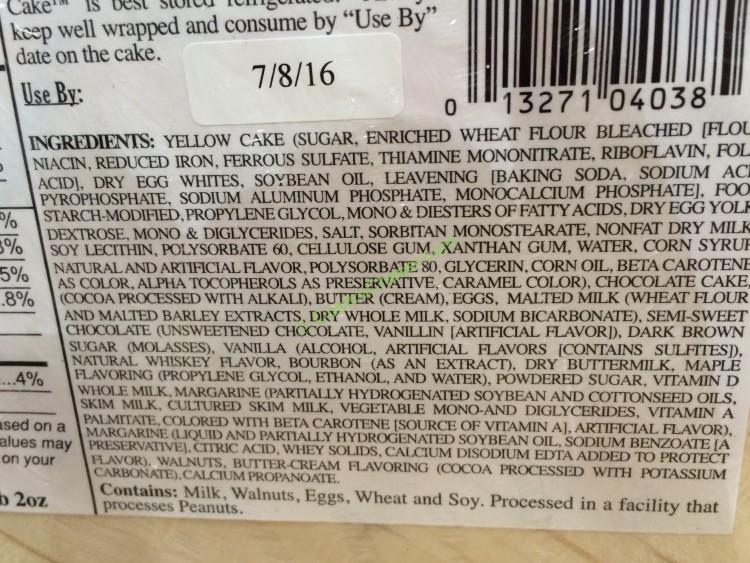 Cake™ is best stored refrigerated.
keep well wrapped and consume by “Use By”
date on the cake.
Use By:
7/8/16
0 13271 04038
INGREDIENTS: YELLOW CAKE (SUGAR, ENRICHED WHEAT FLOUR BLEACHED [FLOU
NIACIN, REDUCED IRON, FERROUS SULFATE, THIAMINE MONONITRATE, RIBOFLAVIN, FOL
ACID], DRY EGG WHITES, SOYBEAN OIL, LEAVENING [BAKING SODA, SODIUM ACI
PYROPHOSPHATE, SODIUM ALUMINUM PHOSPHATE, MONOCALCIUM PHOSPHATE], FOO
STARCH-MODIFIED, PROPYLENE GLYCOL, MONO & DIESTERS OF FATTY ACIDS, DRY EGG YOLK
DEXTROSE, MONO & DIGLYCERIDES, SALT, SORBITAN MONOSTEARATE, NONFAT DRY MILK
SOY LECITHIN, POLYSORBATE 60, CELLULOSE GUM, XANTHAN GUM, WATER, CORN SYRUP
NATURAL AND ARTIFICIAL FLAVOR, POLYSORBATE 80, GLYCERIN, CORN OIL, BETA CAROTENE
AS COLOR, ALPHA TOCOPHEROLS AS PRESERVATIVE, CARAMEL COLOR), CHOCOLATE CAKE,
(COCOA PROCESSED WITH ALKALI), BUTTER (CREAM), EGGS, MALTED MILK (WHEAT FLOUR
AND MALTED BARLEY EXTRACTS, DRY WHOLE MILK, SODIUM BICARBONATE), SEMI-SWEET
CHOCOLATE (UNSWEETENED CHOCOLATE, VANILLIN [ARTIFICIAL FLAVOR]), DARK BROWN
SUGAR (MOLASSES), VANILLA (ALCOHOL, ARTIFICIAL FLAVORS [CONTAINS SULFITES]),
NATURAL WHISKEY FLAVOR, BOURBON (AS AN EXTRACT), DRY BUTTERMILK, MAPLE
FLAVORING (PROPYLENE GLYCOL, ETHANOL, AND WATER), POWDERED SUGAR, VITAMIN D
WHOLE MILK, MARGARINE (PARTIALLY HYDROGENATED SOYBEAN AND COTTONSEED OILS,
SKIM MILK, CULTURED SKIM MILK, VEGETABLE MONO-AND DIGLYCERIDES, VITAMIN A
PALMITATE, COLORED WITH BETA CAROTENE [SOURCE OF VITAMIN A], ARTIFICIAL FLAVOR),
MARGARINE (LIQUID AND PARTIALLY HYDROGENATED SOYBEAN OIL, SODIUM BENZOATE [A
PRESERVATIVE], CITRIC ACID, WHEY SOLIDS, CALCIUM DISODIUM EDTA ADDED TO PROTECT
FLAVOR), WALNUTS, BUTTER-CREAM FLAVORING (COCOA PROCESSED WITH POTASSIUM
CARBONATE), CALCIUM PROPANOATE.
Contains: Milk, Walnuts, Eggs, Wheat and Soy. Processed in a facility that
processes Peanuts.
%
3%
5%
.8%
...4%
ased on a
alues may
on your
b 2oz